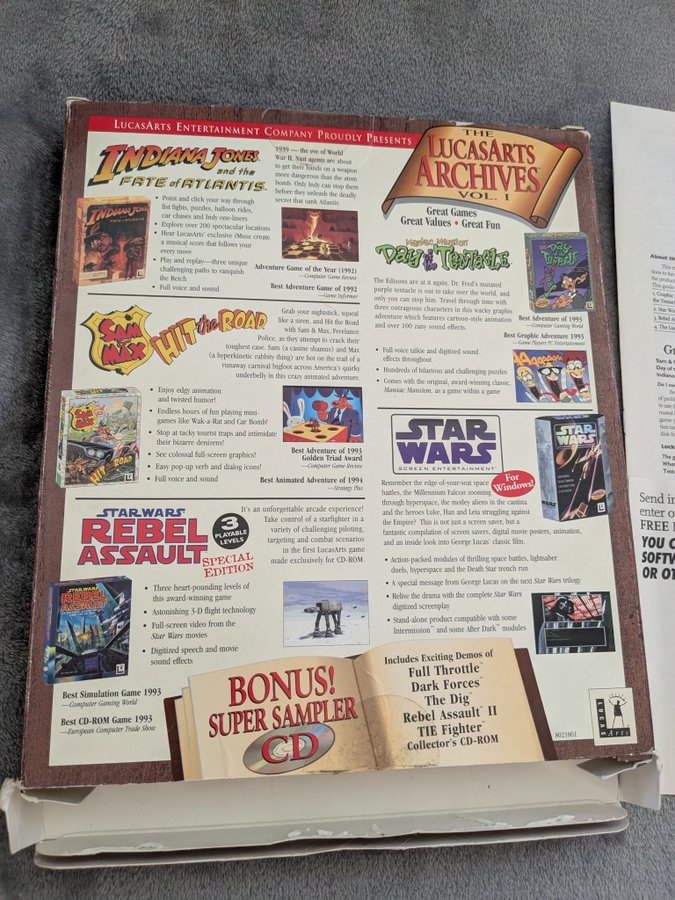 LUCASARTS ENTERTAINMENT COMPANY PROUDLY PRESENTS
THE
LUCASARTS
ARCHIVES™
VOL. I
Great Games
Great Values • Great Fun
INDIANA JONES
and the
FATE of ATLANTIS
1939 — the eve of World
War II. Nazi agents are about
to get their hands on a weapon
more dangerous than the atom
bomb. Only Indy can stop them
before they unleash the deadly
secret that sank Atlantis.
• Point and click your way through
fist fights, puzzles, balloon rides,
car chases and Indy one-liners
• Explore over 200 spectacular locations
• Hear LucasArts' exclusive iMuse create
a musical score that follows your
every move
• Play and replay—three unique
challenging paths to vanquish
the Reich
• Full voice and sound
Adventure Game of the Year (1992)
—Computer Game Review
Best Adventure Game of 1992
—Game Informer
SAM & MAX
HIT the ROAD
Grab your nightstick, squeal
like a siren, and Hit the Road
with Sam & Max, Freelance
Police, as they attempt to crack their
toughest case. Sam (a canine shamus) and Max
(a hyperkinetic rabbity thing) are hot on the trail of a
runaway carnival bigfoot across America's quirky
underbelly in this crazy animated adventure.
• Enjoy edgy animation
and twisted humor!
• Endless hours of fun playing mini-
games like Wak-a-Rat and Car Bomb!
• Stop at tacky tourist traps and intimidate
their bizarre denizens!
• See colossal full-screen graphics!
• Easy pop-up verb and dialog icons!
• Full voice and sound
Best Adventure of 1993
Golden Triad Award
—Computer Game Review
Best Animated Adventure of 1994
—Strategy Plus
STAR WARS
REBEL
ASSAULT
SPECIAL
EDITION
3
PLAYABLE
LEVELS
It's an unforgettable arcade experience!
Take control of a starfighter in a
variety of challenging piloting,
targeting and combat scenarios
in the first LucasArts game
made exclusively for CD-ROM.
• Three heart-pounding levels of
this award-winning game
• Astonishing 3-D flight technology
• Full-screen video from the
Star Wars movies
• Digitized speech and movie
sound effects
Best Simulation Game 1993
—Computer Gaming World
Best CD-ROM Game 1993
—European Computer Trade Show
Maniac Mansion
Day of the Tentacle
The Edisons are at it again. Dr. Fred's mutated
purple tentacle is out to take over the world, and
only you can stop him. Travel through time with
three outrageous characters in this wacky graphic
adventure which features cartoon-style animation
and over 100 zany sound effects.
Best Adventure of 1993
—Computer Gaming World
Best Graphic Adventure 1993
—Game Players PC Entertainment
• Full voice talkie and digitized sound
effects throughout
• Hundreds of hilarious and challenging puzzles
• Comes with the original, award-winning classic,
Maniac Mansion, as a game within a game
STAR WARS
SCREEN ENTERTAINMENT
For
Windows!
Remember the edge-of-your-seat space
battles, the Millennium Falcon zooming
through hyperspace, the motley aliens in the cantina
and the heroes Luke, Han and Leia struggling against
the Empire? This is not just a screen saver, but a
fantastic compilation of screen savers, digital movie posters, animation,
and an inside look into George Lucas' classic film.
• Action-packed modules of thrilling space battles, lightsaber
duels, hyperspace and the Death Star trench run
• A special message from George Lucas on the next Star Wars trilogy
• Relive the drama with the complete Star Wars
digitized screenplay
• Stand-alone product compatible with some
Intermission™ and some After Dark™ modules
BONUS!
SUPER SAMPLER
CD
Includes Exciting Demos of
Full Throttle™
Dark Forces™
The Dig™
Rebel Assault™ II
TIE Fighter™
Collector's CD-ROM
8021801
LUCAS
Arts
About th
Send in
enter o
FREE
YOU C
SOFTW
OR OT